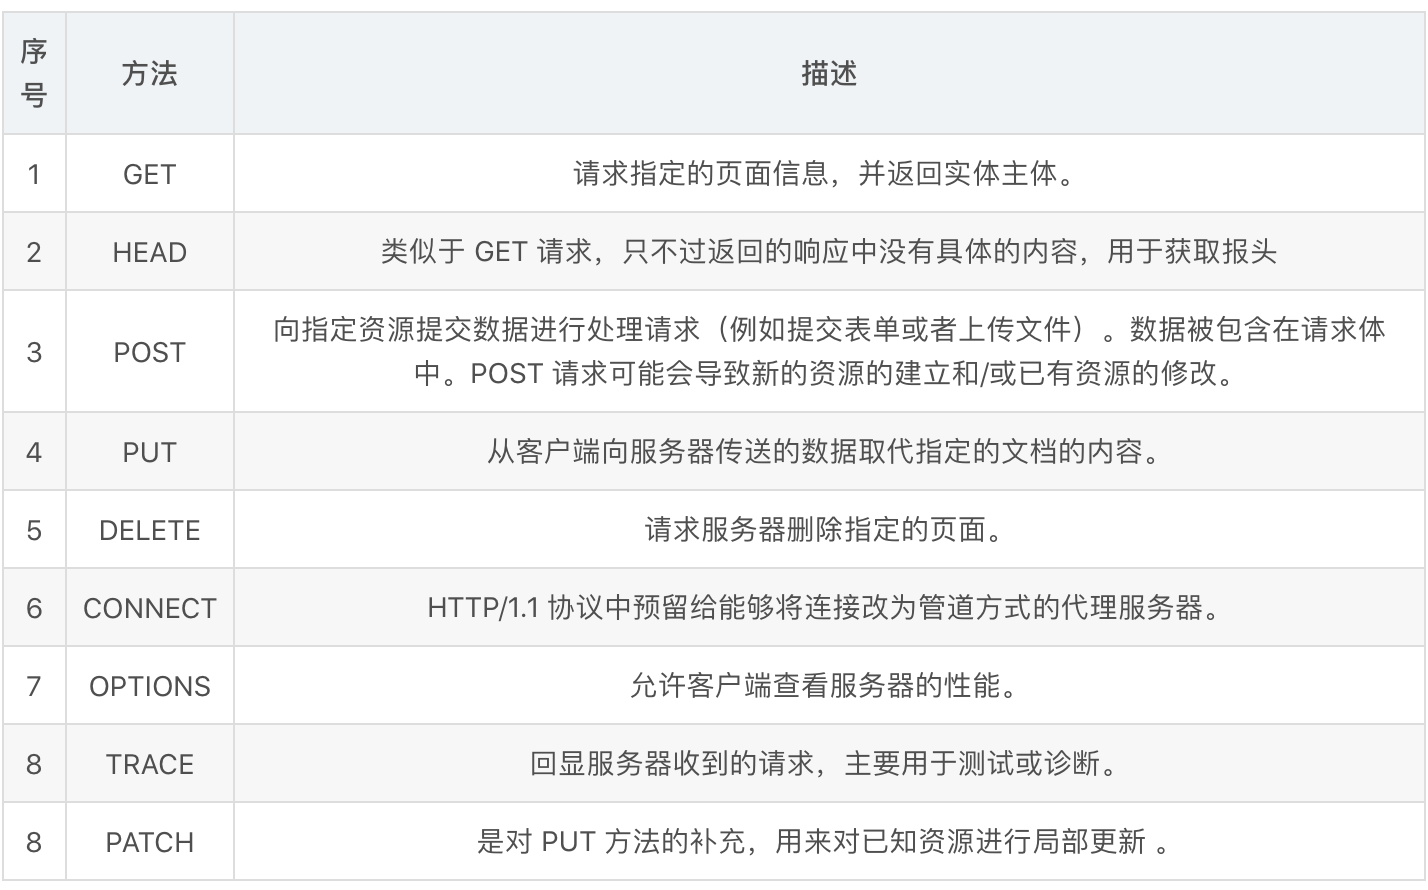 序
号
方法
描述
1
GET
请求指定的页面信息，并返回实体主体。
2
HEAD
类似于 GET 请求，只不过返回的响应中没有具体的内容，用于获取报头
3
POST
向指定资源提交数据进行处理请求（例如提交表单或者上传文件）。数据被包含在请求体
中。POST 请求可能会导致新的资源的建立和/或已有资源的修改。
4
PUT
从客户端向服务器传送的数据取代指定的文档的内容。
5
DELETE
请求服务器删除指定的页面。
6
CONNECT
HTTP/1.1 协议中预留给能够将连接改为管道方式的代理服务器。
7
OPTIONS
允许客户端查看服务器的性能。
8
TRACE
回显服务器收到的请求，主要用于测试或诊断。
8
PATCH
是对 PUT 方法的补充，用来对已知资源进行局部更新 。